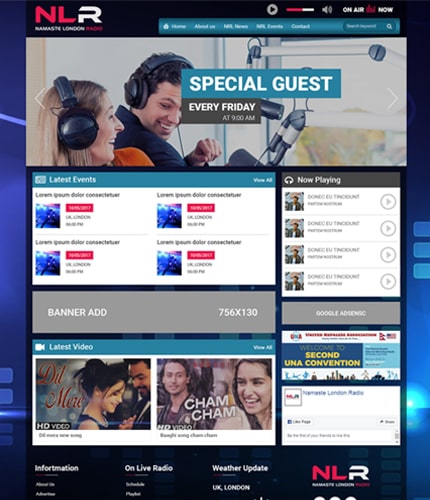 NLR
NAMASTE LONDON RADIO
ON AIR NOW
Home About us NRL News NRL Events Contact
Search keyword
SPECIAL GUEST
EVERY FRIDAY
AT 9:00 AM
Latest Events View All
Lorem ipsum dolor consectetuer Lorem ipsum dolor consectetuer
10/05/2017 10/05/2017
UK, LONDON UK, LONDON
06:00 PM 06:00 PM
Lorem ipsum dolor consectetuer Lorem ipsum dolor consectetuer
10/05/2017 10/05/2017
UK, LONDON UK, LONDON
06:00 PM 06:00 PM
Now Playing
DONEC EU TINCIDUNT
PARTEM NOSTRUM
DONEC EU TINCIDUNT
PARTEM NOSTRUM
DONEC EU TINCIDUNT
PARTEM NOSTRUM
DONEC EU TINCIDUNT
PARTEM NOSTRUM
BANNER ADD 756X130
GOOGLE ADSENSC
Latest Video View All
Dil Mere
HD VIDEO
Dil mera new song
CHAM CHAM
HD VIDEO
Baaghi song cham cham
UNA
WELCOME TO
SECOND
UNA CONVENTION
Namaste London Radio
Like Page
Share
Be the first of your friends to like this
Infortmation On Live Radio Weather Update
About Us Schedule UK, LONDON
Advertise Playlist
NLR
NAMASTE LONDON RADIO